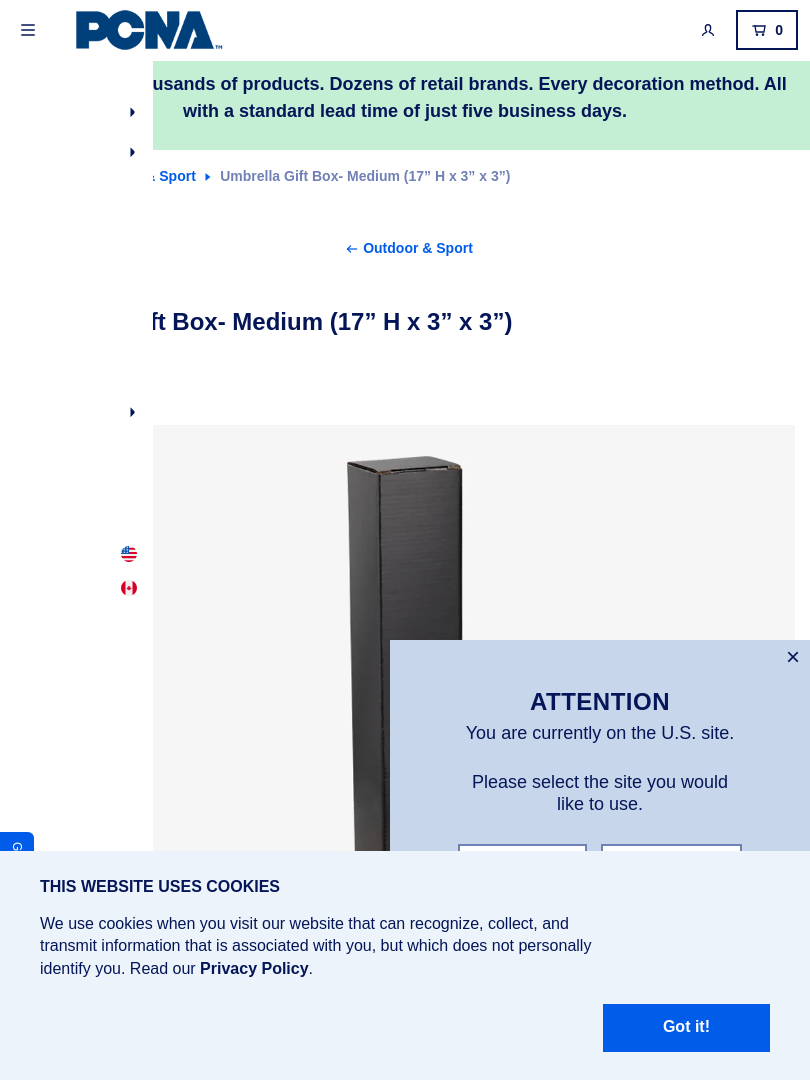 PCNA™
0
usands of products. Dozens of retail brands. Every decoration method. All
with a standard lead time of just five business days.
& Sport Umbrella Gift Box- Medium (17” H x 3” x 3”)
← Outdoor & Sport
ft Box- Medium (17” H x 3” x 3”)
ATTENTION
You are currently on the U.S. site.
Please select the site you would
like to use.
G
THIS WEBSITE USES COOKIES
We use cookies when you visit our website that can recognize, collect, and
transmit information that is associated with you, but which does not personally
identify you. Read our Privacy Policy.
Got it!